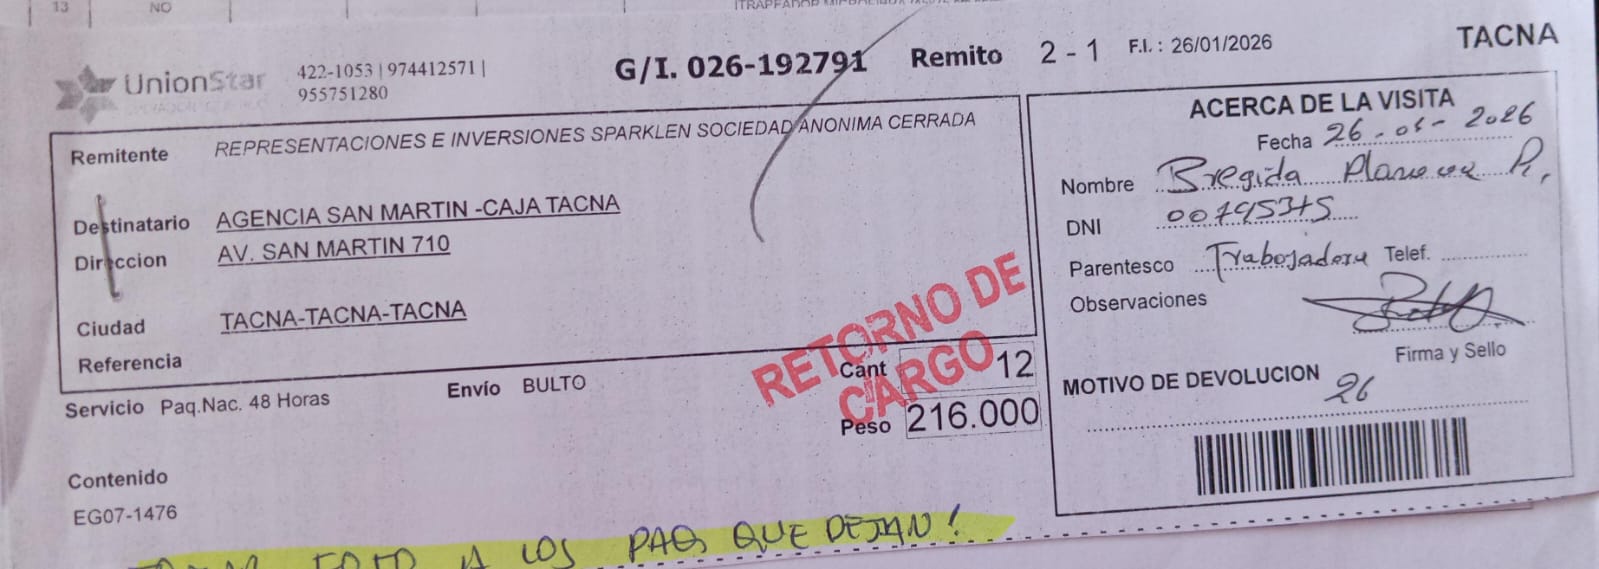 13
NO
UnionStar
422-1053 | 974412571 |
955751280
G/I. 026-192791 Remito 2 - 1 F.I. : 26/01/2026
TACNA
Remitente REPRESENTACIONES E INVERSIONES SPARKLEN SOCIEDAD ANONIMA CERRADA
Destinatario AGENCIA SAN MARTIN -CAJA TACNA
Direccion AV. SAN MARTIN 710
Ciudad TACNA-TACNA-TACNA
Referencia
RETORNO DE
CARGO
Servicio Paq.Nac. 48 Horas
Envío BULTO
Cant 12
Peso 216.000
Contenido
EG07-1476
ACERCA DE LA VISITA
Fecha 26-01-2026
Nombre Bregida
DNI 00795375
Parentesco Trabajadora Telef.
Observaciones
Firma y Sello
MOTIVO DE DEVOLUCION 26
FOTO A LOS PAQ QUE DEJAN!